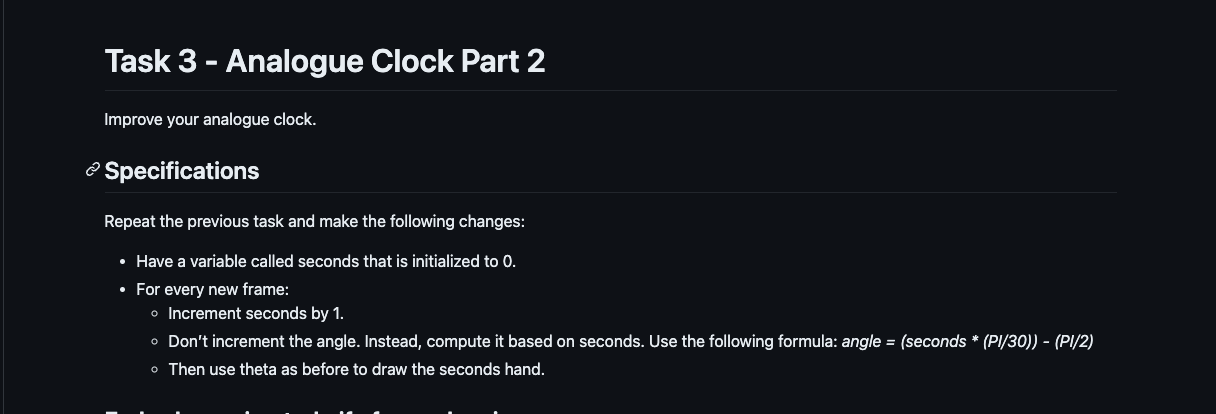 Task 3 - Analogue Clock Part 2
Improve your analogue clock.
Specifications
Repeat the previous task and make the following changes:
• Have a variable called seconds that is initialized to 0.
• For every new frame:
◦ Increment seconds by 1.
◦ Don’t increment the angle. Instead, compute it based on seconds. Use the following formula: angle = (seconds * (PI/30)) - (PI/2)
◦ Then use theta as before to draw the seconds hand.